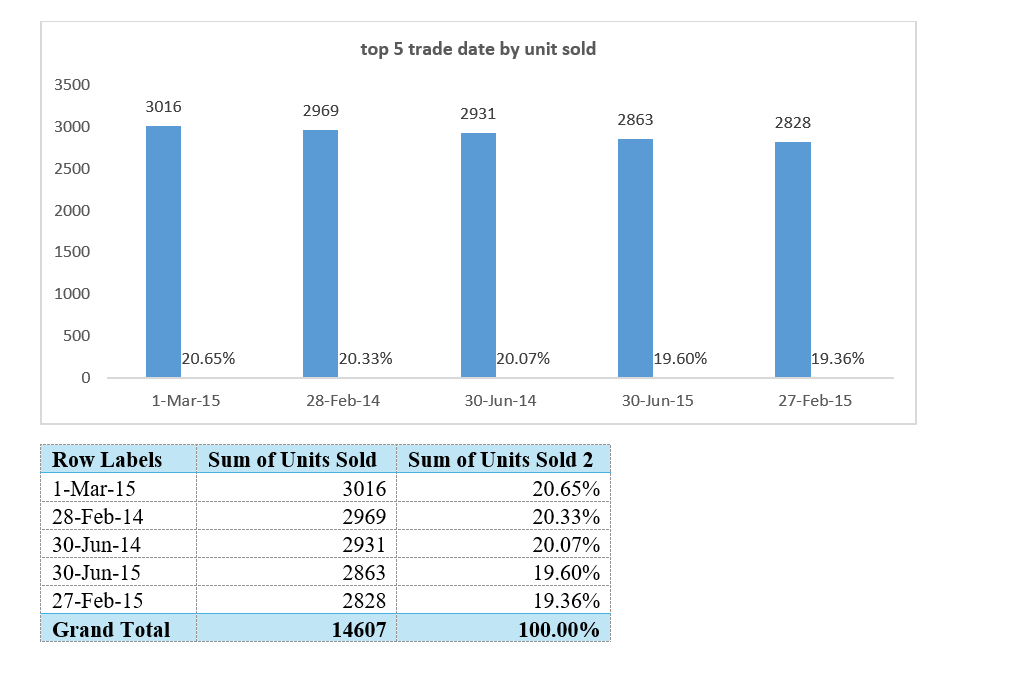 top 5 trade date by unit sold
3500
3000
2500
2000
1500
1000
500
0
3016
2969
2931
2863
2828
20.65%
20.33%
20.07%
19.60%
19.36%
1-Mar-15
28-Feb-14
30-Jun-14
30-Jun-15
27-Feb-15
Row Labels Sum of Units Sold Sum of Units Sold 2
1-Mar-15 3016 20.65%
28-Feb-14 2969 20.33%
30-Jun-14 2931 20.07%
30-Jun-15 2863 19.60%
27-Feb-15 2828 19.36%
Grand Total 14607 100.00%